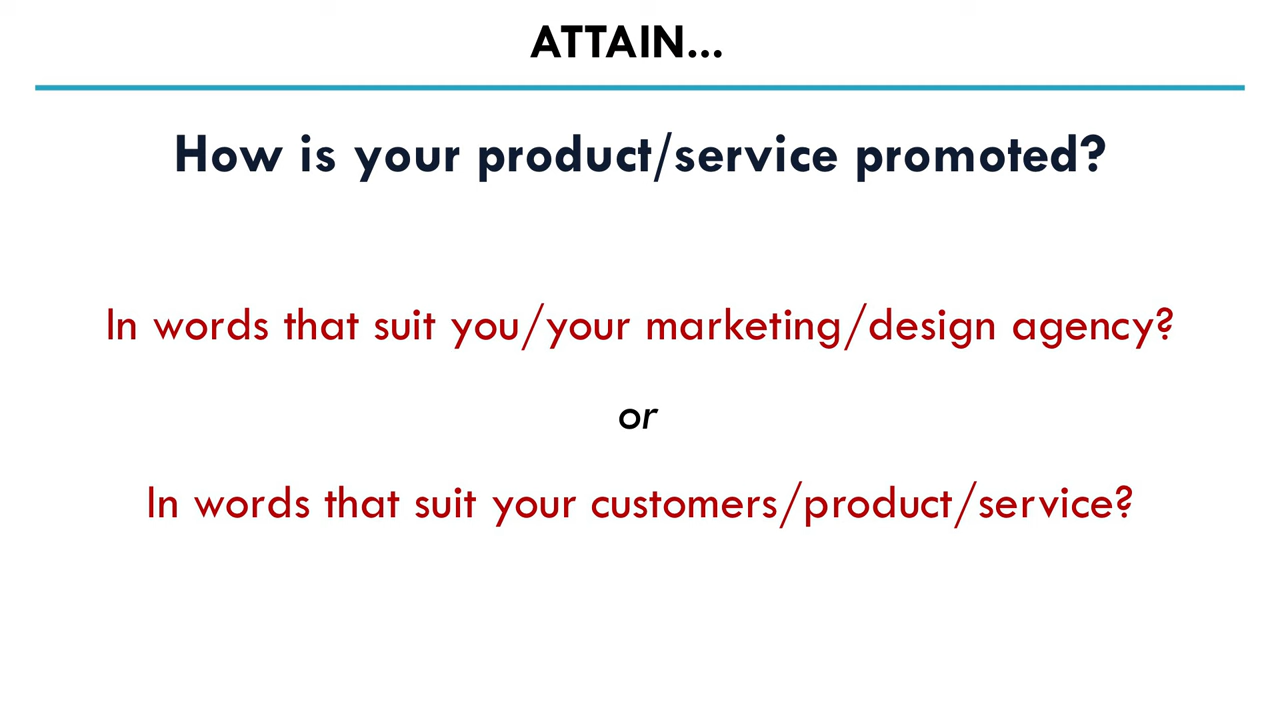 ATTAIN...
How is your product/service promoted?
In words that suit you/your marketing/design agency?
or
In words that suit your customers/product/service?